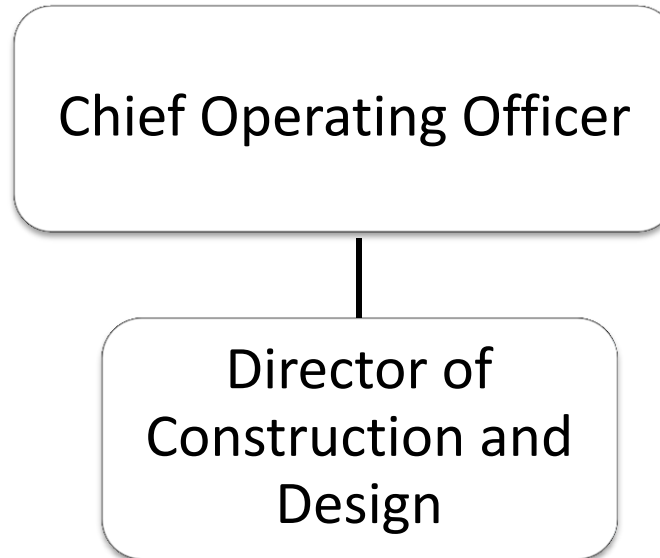 Chief Operating Officer
Director of
Construction and
Design